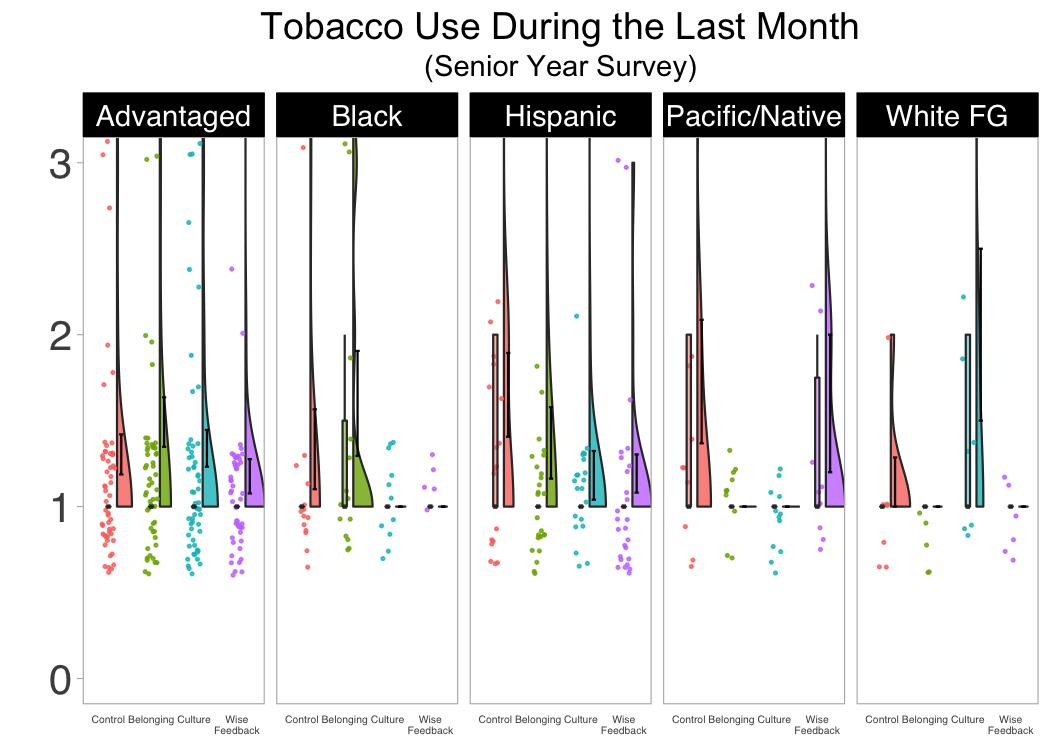 Tobacco Use During the Last Month
(Senior Year Survey)
Advantaged Black Hispanic Pacific/Native White FG
3
2
1
0
Control Belonging Culture Wise Feedback Control Belonging Culture Wise Feedback Control Belonging Culture Wise Feedback Control Belonging Culture Wise Feedback Control Belonging Culture Wise Feedback